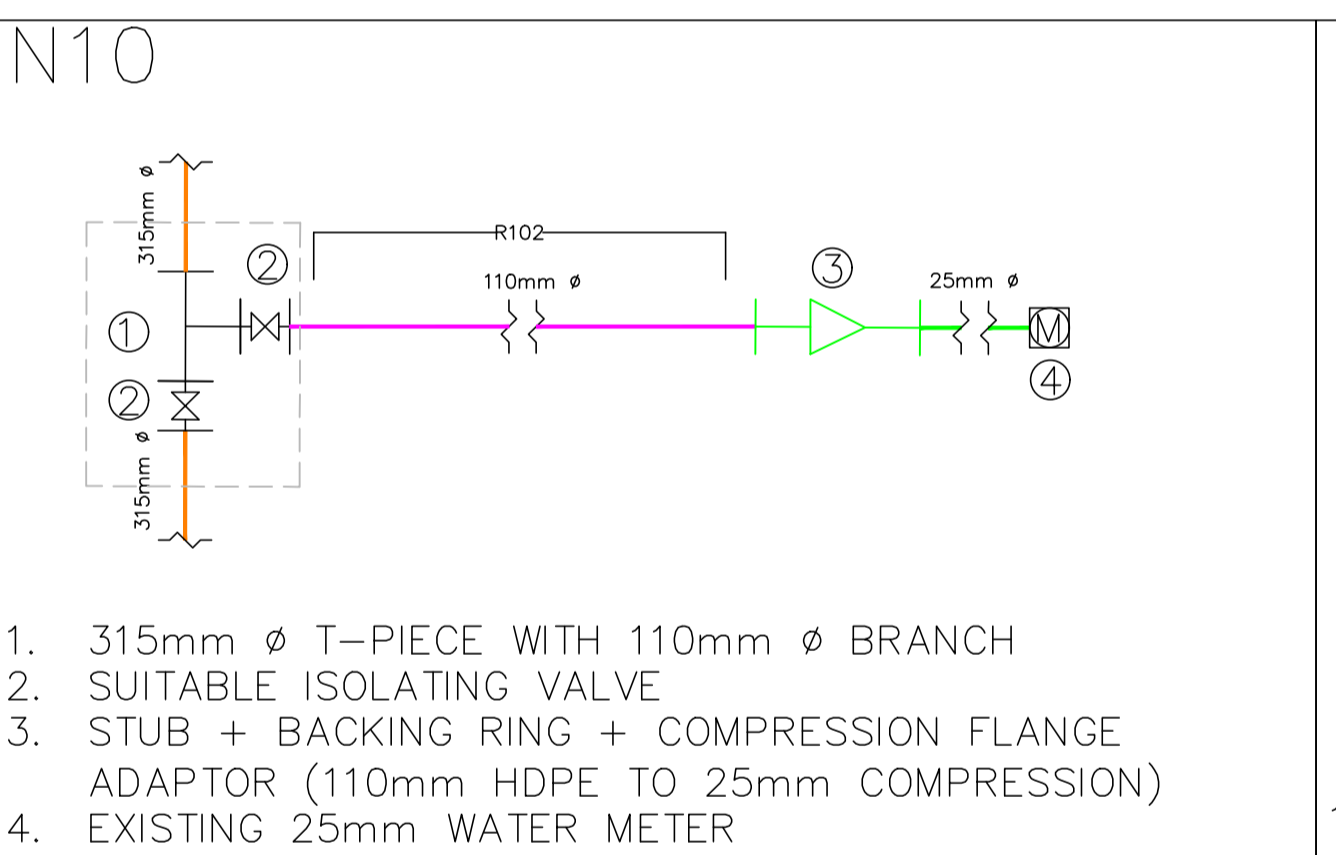 N10
315mm ø
②
R102
110mm ø
③
25mm ø
①
M
②
④
315mm ø
1. 315mm ø T-PIECE WITH 110mm ø BRANCH
2. SUITABLE ISOLATING VALVE
3. STUB + BACKING RING + COMPRESSION FLANGE
ADAPTOR (110mm HDPE TO 25mm COMPRESSION)
4. EXISTING 25mm WATER METER